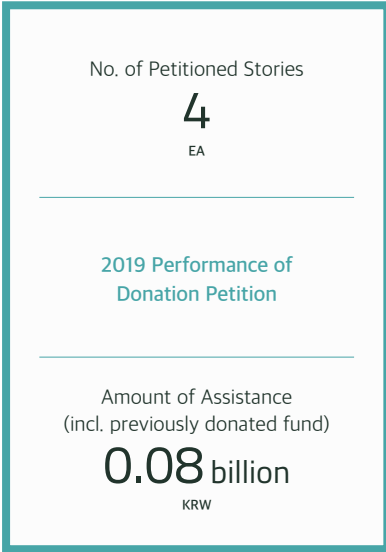 No. of Petitioned Stories
4
EA
2019 Performance of
Donation Petition
Amount of Assistance
(incl. previously donated fund)
0.08 billion
KRW